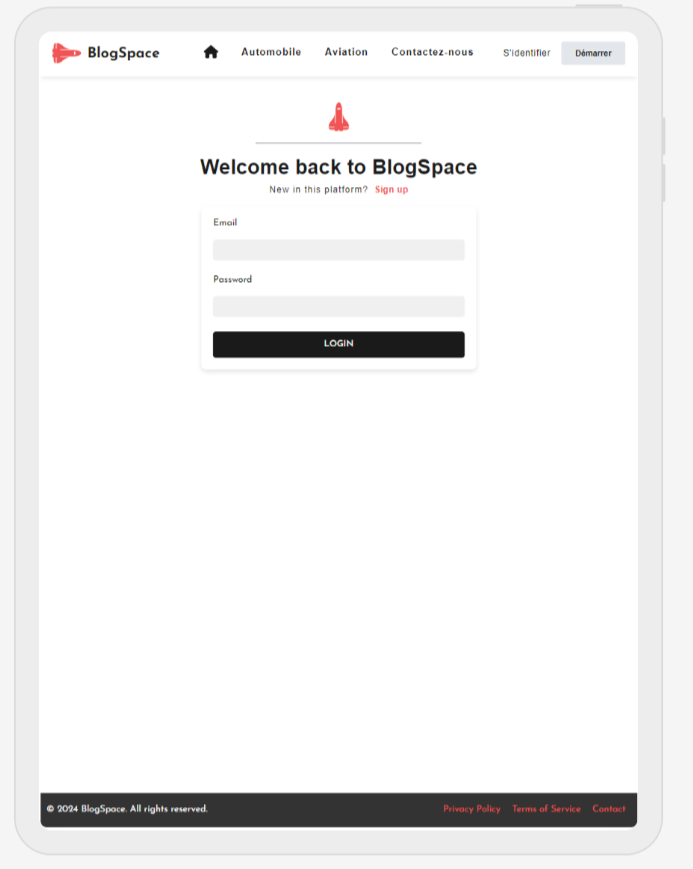 BlogSpace Automobile Aviation Contactez-nous S'identifier Démarrer
Welcome back to BlogSpace
New in this platform? Sign up
Email
Password
LOGIN
© 2024 BlogSpace. All rights reserved. Privacy Policy Terms of Service Contact